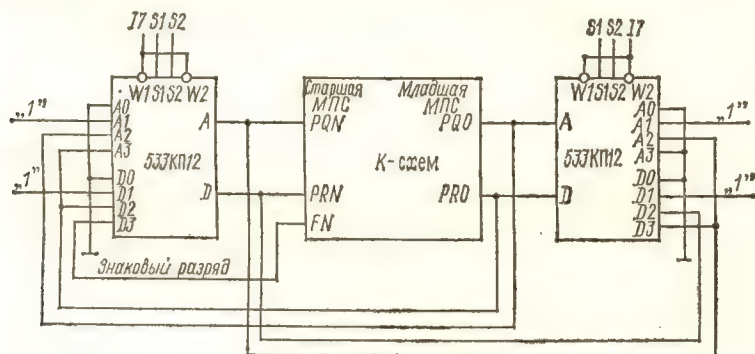 I7 S1 S2
S1 S2 I7
W1 S1 S2 W2
A0
A1
A2
A3
D0
D1
D2
D3
A
D
533КП12
„1”
„1”
Старшая МПС
PQN
PRN
FN
Младшая МПС
PQ0
PR0
К-схем
W1 S1 S2 W2
A
D
533КП12
A0
A1
A2
A3
D0
D1
D2
D3
„1”
„1”
Знаковый разряд